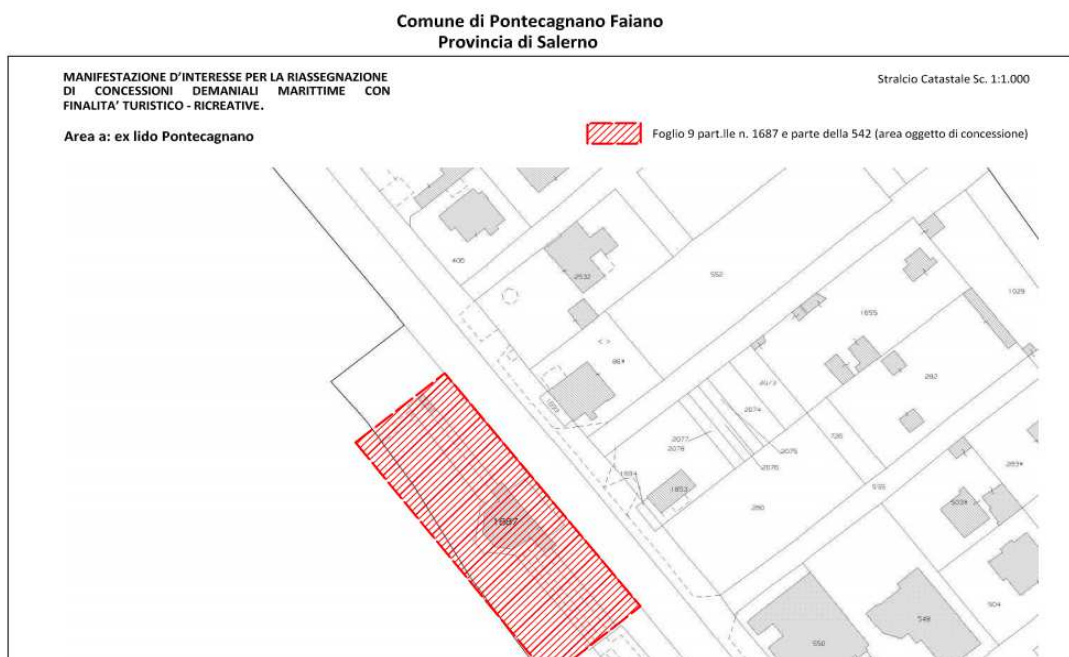 Comune di Pontecagnano Faiano
Provincia di Salerno
MANIFESTAZIONE D'INTERESSE PER LA RIASSEGNAZIONE
DI CONCESSIONI DEMANIALI MARITTIME CON
FINALITA' TURISTICO - RICREATIVE.
Stralcio Catastale Sc. 1:1.000
Area a: ex lido Pontecagnano
Foglio 9 part.lle n. 1687 e parte della 542 (area oggetto di concessione)
406
2532
552
1029
1655
282
2073
2074
2077
2078
2075
2076
726
1653
280
535
504
548
550
1687